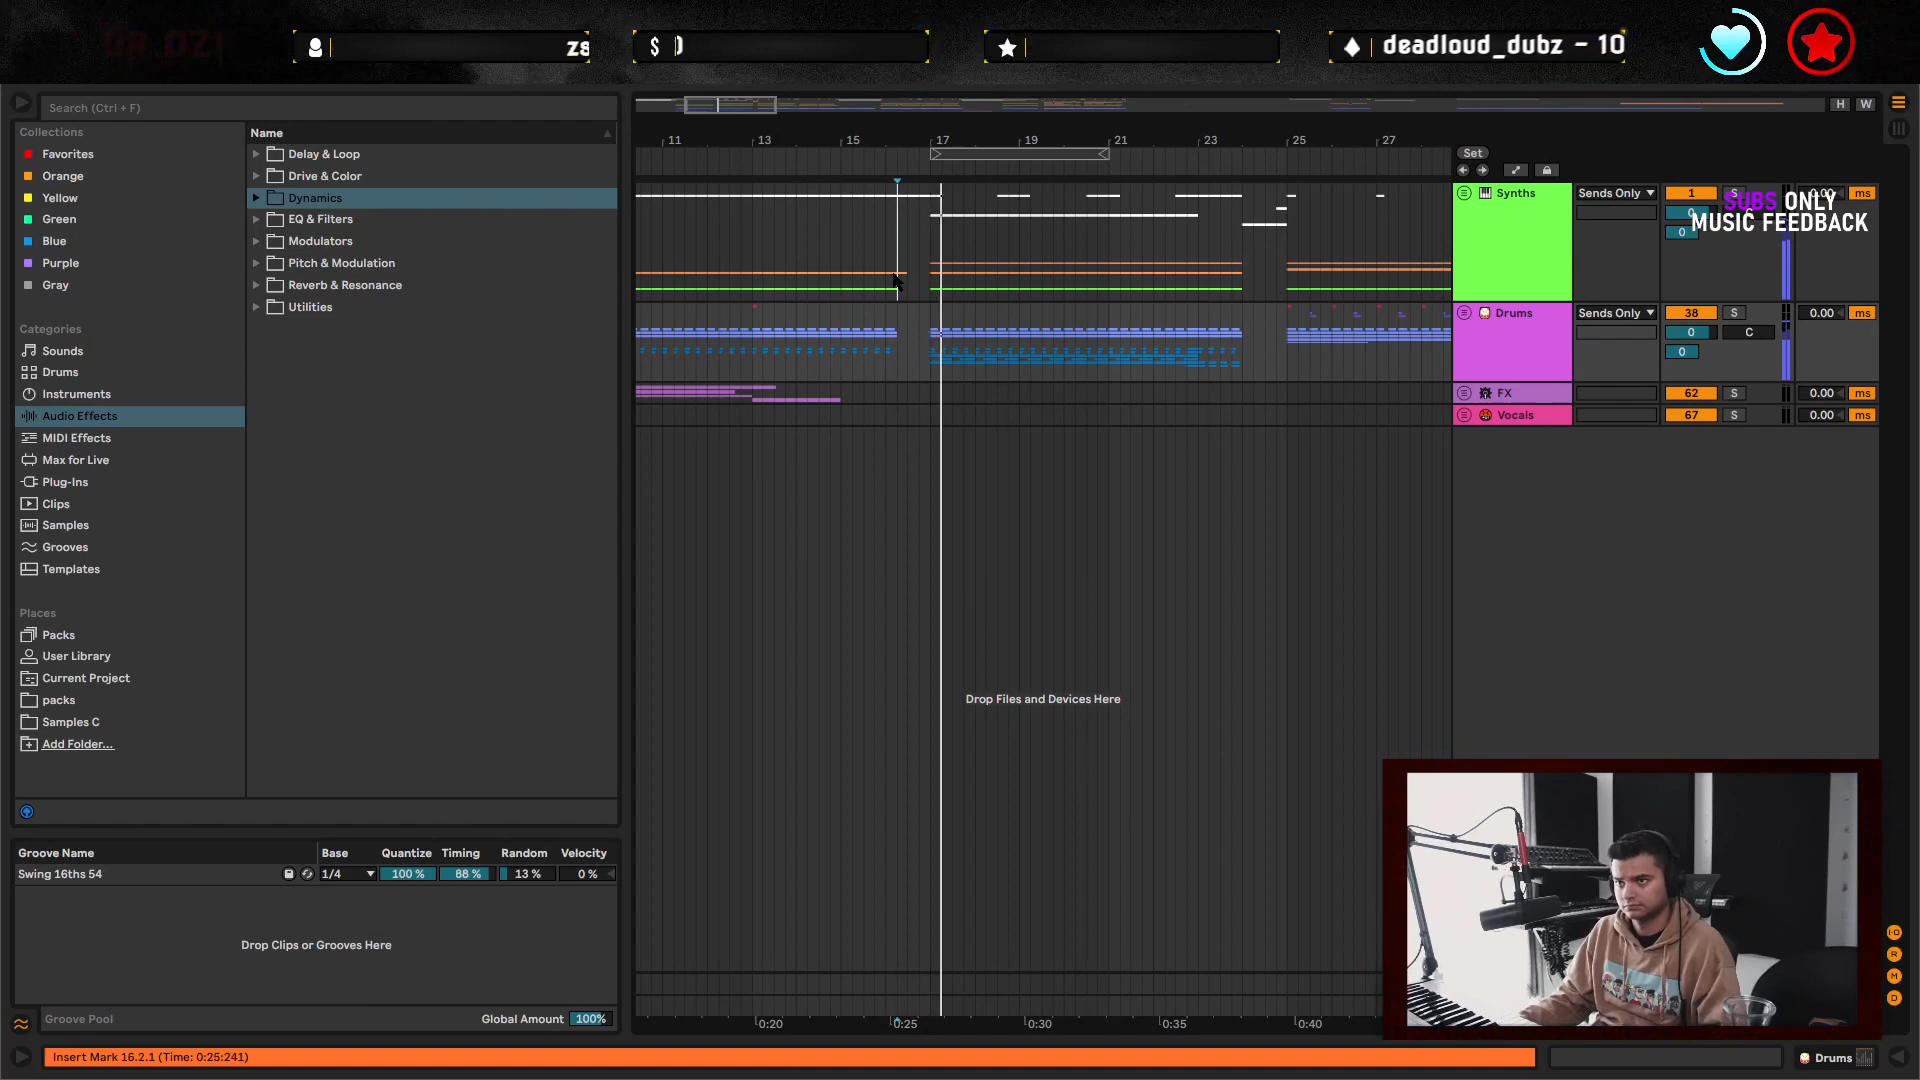 zs
$
deadloud_dubz - 10
Search (Ctrl + F)
H
W
Collections
Favorites
Orange
Yellow
Green
Blue
Purple
Gray
Categories
Sounds
Drums
Instruments
Audio Effects
MIDI Effects
Max for Live
Plug-Ins
Clips
Samples
Grooves
Templates
Places
Packs
User Library
Current Project
packs
Samples C
Add Folder...
Name
Delay & Loop
Drive & Color
Dynamics
EQ & Filters
Modulators
Pitch & Modulation
Reverb & Resonance
Utilities
11 13 15 17 19 21 23 25 27
Set
Synths Sends Only 1 S 0.00 ms
0
0
SUBS ONLY
MUSIC FEEDBACK
Drums Sends Only 38 S 0.00 ms
0 C
0
FX 62 S 0.00 ms
Vocals 67 S 0.00 ms
Drop Files and Devices Here
Groove Name Base Quantize Timing Random Velocity
Swing 16ths 54 1/4 100 % 88 % 13 % 0 %
Drop Clips or Grooves Here
Groove Pool Global Amount 100%
0:20 0:25 0:30 0:35 0:40
I·O
R
M
D
Insert Mark 16.2.1 (Time: 0:25:241)
Drums